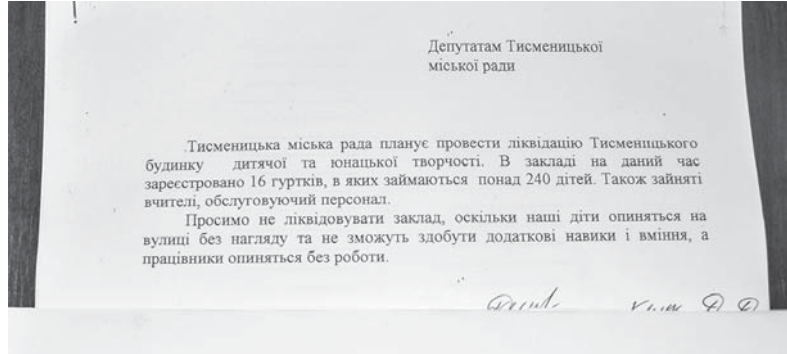 Депутатам Тисменицької
міської ради
Тисменицька міська рада планує провести ліквідацію Тисменицького
будинку дитячої та юнацької творчості. В закладі на даний час
зареєстровано 16 гуртків, в яких займаються понад 240 дітей. Також зайняті
вчителі, обслуговуючий персонал.
Просимо не ліквідовувати заклад, оскільки наші діти опиняться на
вулиці без нагляду та не зможуть здобути додаткові навики і вміння, а
працівники опиняться без роботи.